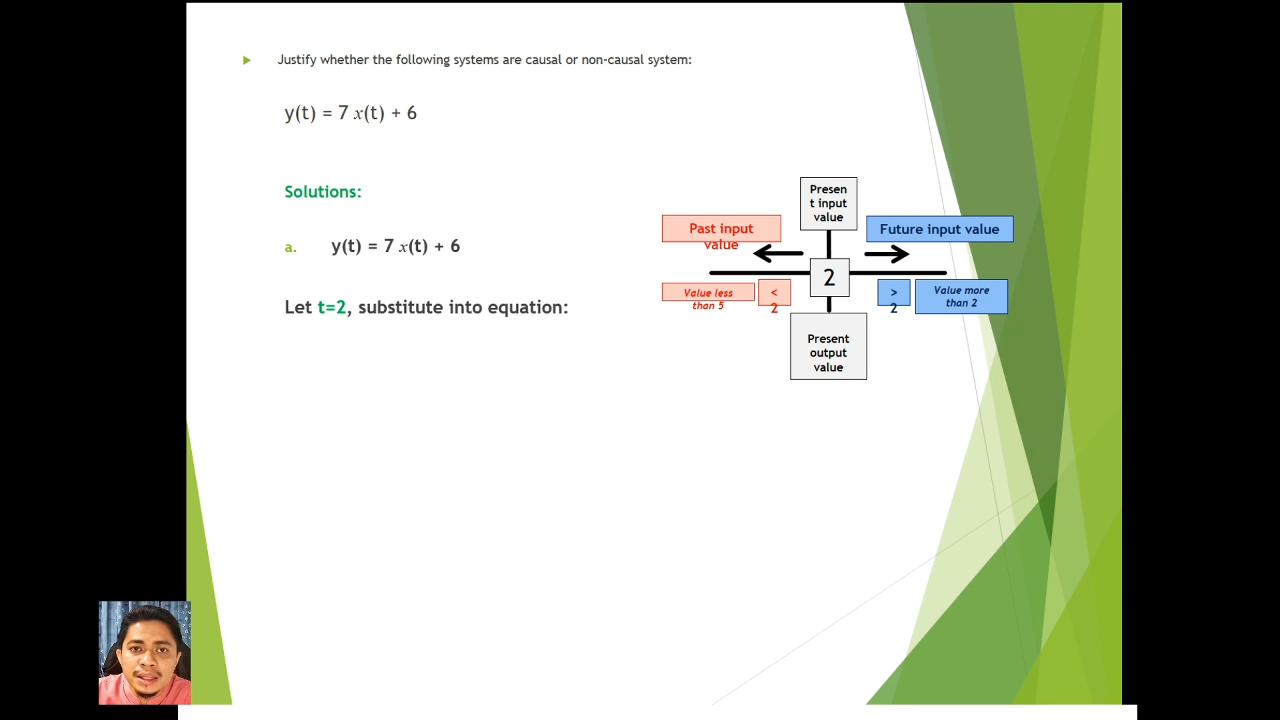 Justify whether the following systems are causal or non-causal system:
y(t) = 7 x(t) + 6
Solutions:
a. y(t) = 7 x(t) + 6
Let t=2, substitute into equation:
Presen
t input
value
Past input
value
Future input value
2
Value less
than 5
<
2
>
2
Value more
than 2
Present
output
value